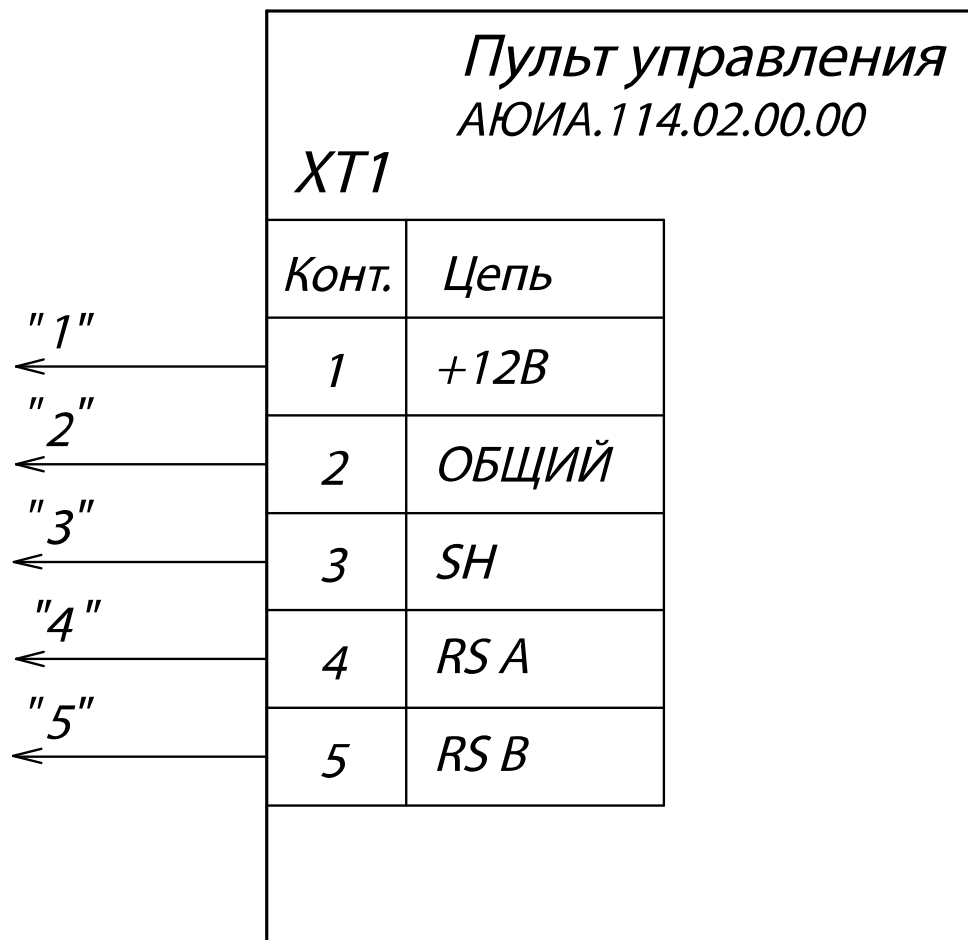 Пульт управления
АЮИА.114.02.00.00
XT1
Конт. Цепь
"1" 1 +12В
"2" 2 ОБЩИЙ
"3" 3 SH
"4" 4 RS A
"5" 5 RS B